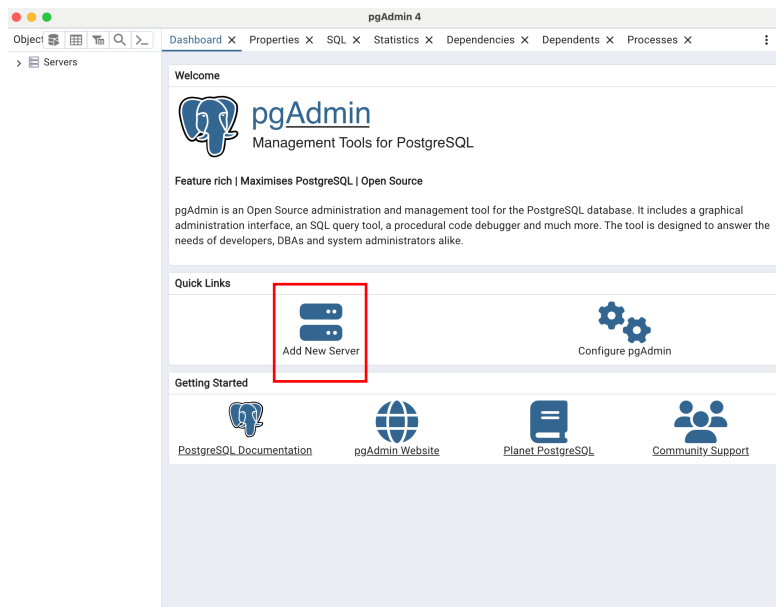 pgAdmin 4
Object
Dashboard Properties SQL Statistics Dependencies Dependents Processes
Servers
Welcome
pgAdmin
Management Tools for PostgreSQL
Feature rich | Maximises PostgreSQL | Open Source
pgAdmin is an Open Source administration and management tool for the PostgreSQL database. It includes a graphical
administration interface, an SQL query tool, a procedural code debugger and much more. The tool is designed to answer the
needs of developers, DBAs and system administrators alike.
Quick Links
Add New Server
Configure pgAdmin
Getting Started
PostgreSQL Documentation
pgAdmin Website
Planet PostgreSQL
Community Support